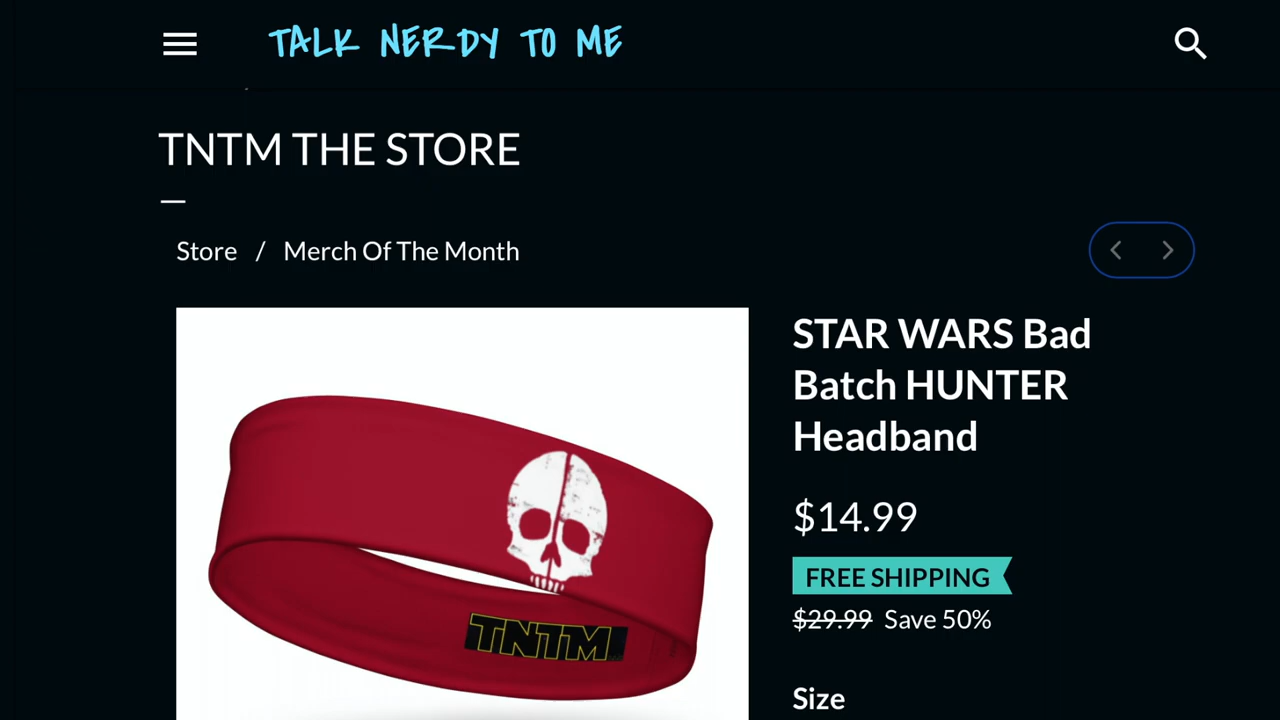 TALK NERDY TO ME
TNTM THE STORE
Store / Merch Of The Month
STAR WARS Bad
Batch HUNTER
Headband
$14.99
FREE SHIPPING
$29.99 Save 50%
TNTM
Size